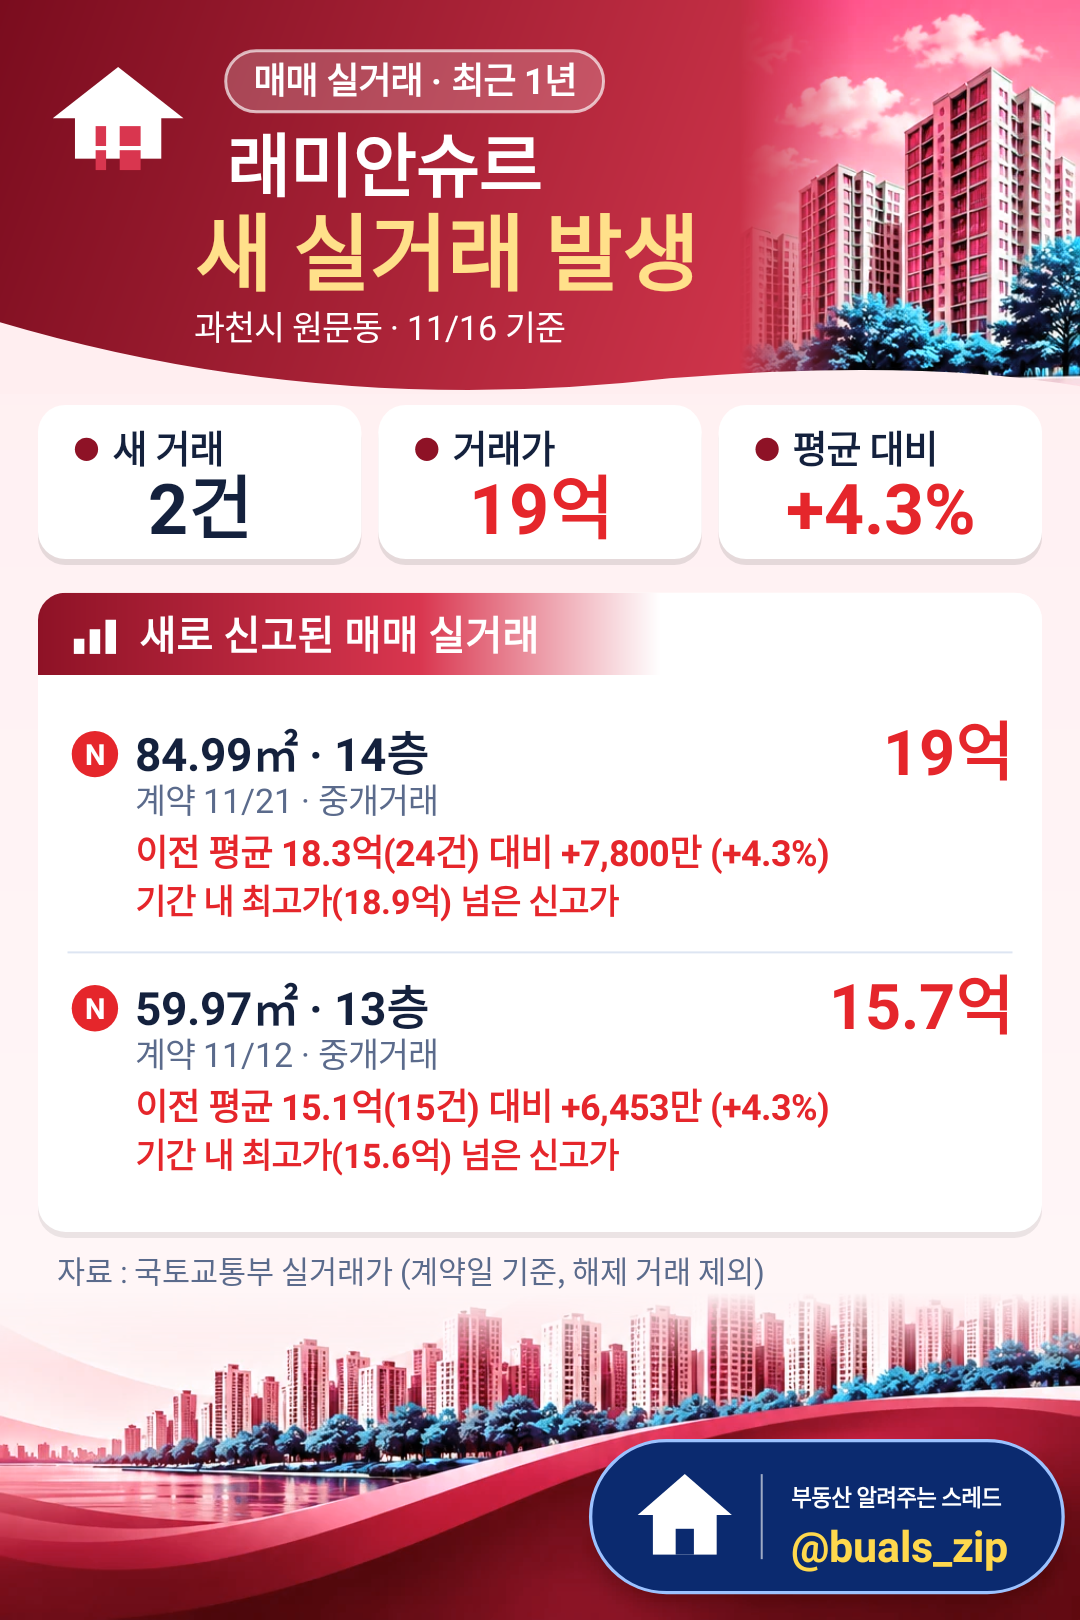 매매 실거래 · 최근 1년
래미안슈르
새 실거래 발생
과천시 원문동 · 11/16 기준
새 거래
2건
거래가
19억
평균 대비
+4.3%
새로 신고된 매매 실거래
N 84.99㎡ · 14층 19억
계약 11/21 · 중개거래
이전 평균 18.3억(24건) 대비 +7,800만 (+4.3%)
기간 내 최고가(18.9억) 넘은 신고가
N 59.97㎡ · 13층 15.7억
계약 11/12 · 중개거래
이전 평균 15.1억(15건) 대비 +6,453만 (+4.3%)
기간 내 최고가(15.6억) 넘은 신고가
자료 : 국토교통부 실거래가 (계약일 기준, 해제 거래 제외)
부동산 알려주는 스레드
@buals_zip